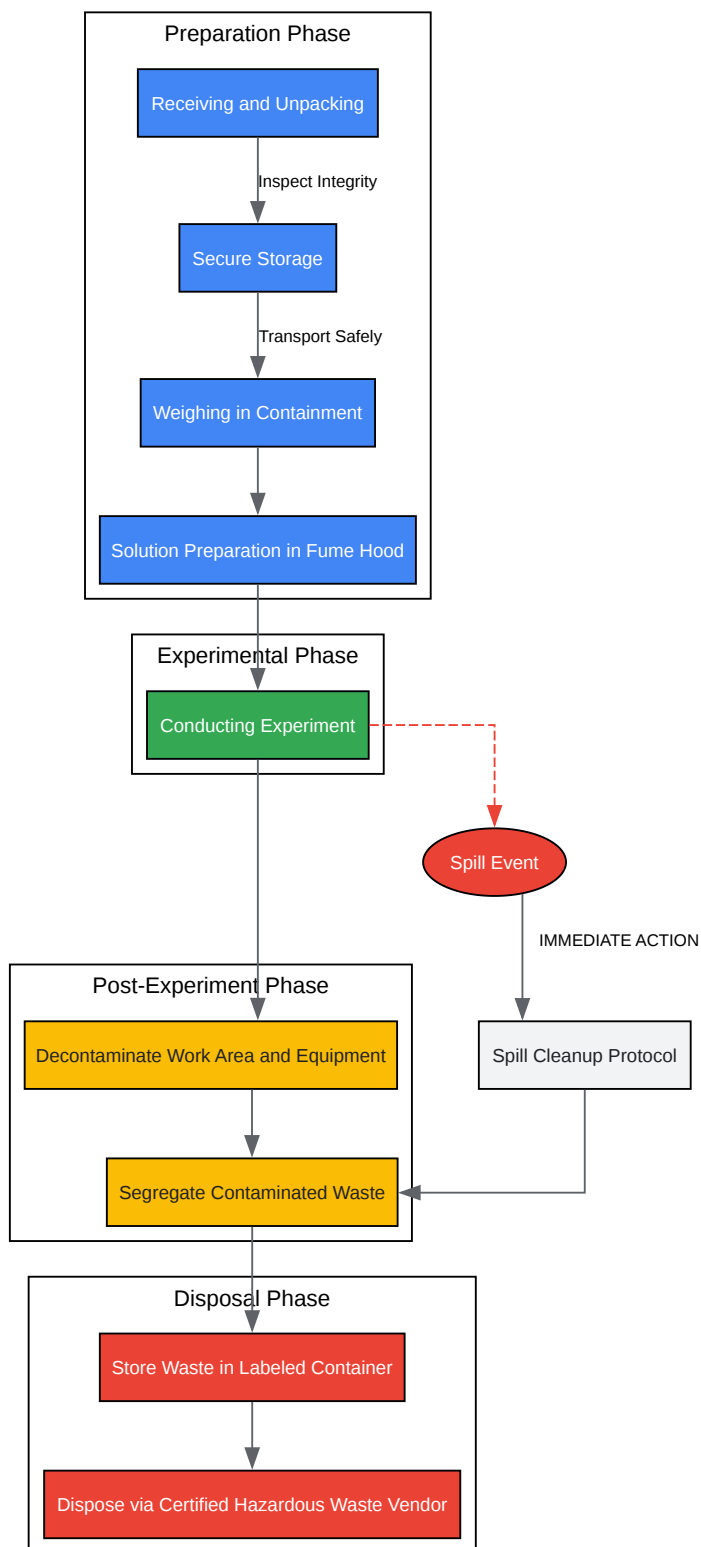 Preparation Phase
Receiving and Unpacking
Inspect Integrity
Secure Storage
Transport Safely
Weighing in Containment
Solution Preparation in Fume Hood
Experimental Phase
Conducting Experiment
Spill Event
IMMEDIATE ACTION
Post-Experiment Phase
Decontaminate Work Area and Equipment
Spill Cleanup Protocol
Segregate Contaminated Waste
Disposal Phase
Store Waste in Labeled Container
Dispose via Certified Hazardous Waste Vendor